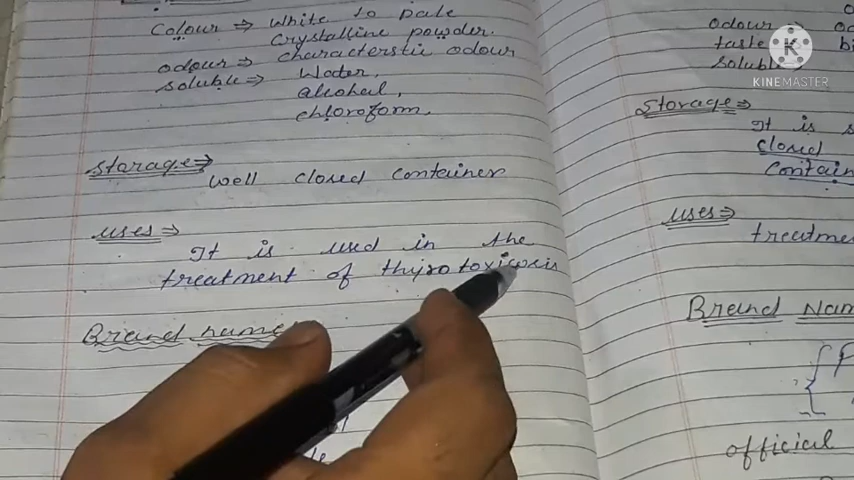 Colour ⇒ White to pale
crystalline powder.
odour ⇒ characterstic odour
soluble ⇒ Water,
alcohal,
chloroform.
storage ⇒
Well closed container
uses ⇒
It is used in the
treatment of thyrotoxicosis
Brand name
odour ⇒
taste ⇒
soluble
KINEMASTER
storage ⇒
It is s
closed
contain
uses ⇒
treatme
Brand Nam
official